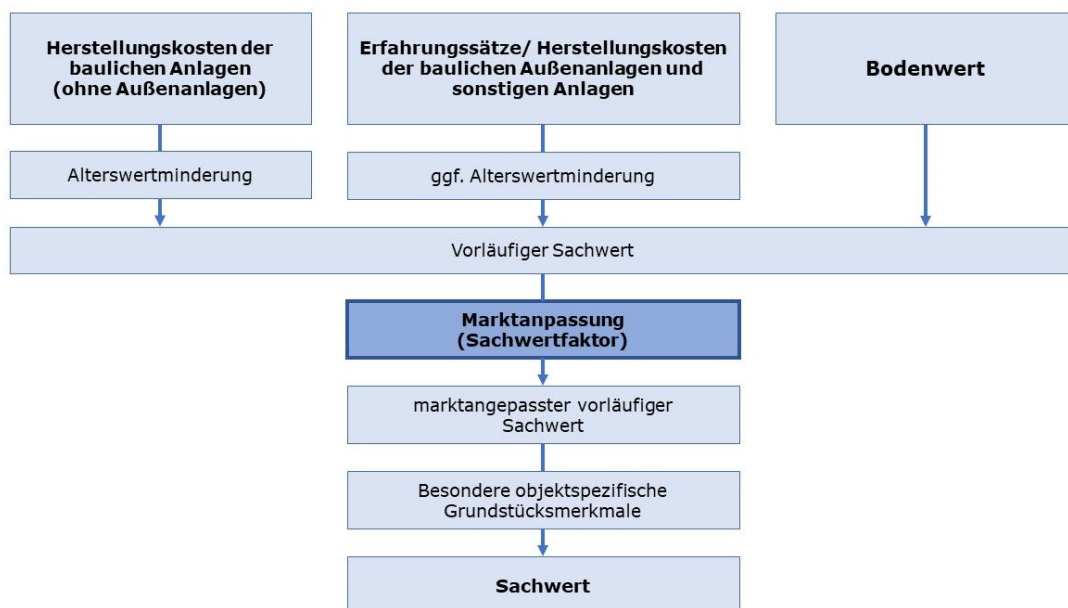 Herstellungskosten der
baulichen Anlagen
(ohne Außenanlagen)
Erfahrungssätze/ Herstellungskosten
der baulichen Außenanlagen und
sonstigen Anlagen
Bodenwert
Alterswertminderung
ggf. Alterswertminderung
Vorläufiger Sachwert
Marktanpassung
(Sachwertfaktor)
marktangepasster vorläufiger
Sachwert
Besondere objektspezifische
Grundstücksmerkmale
Sachwert